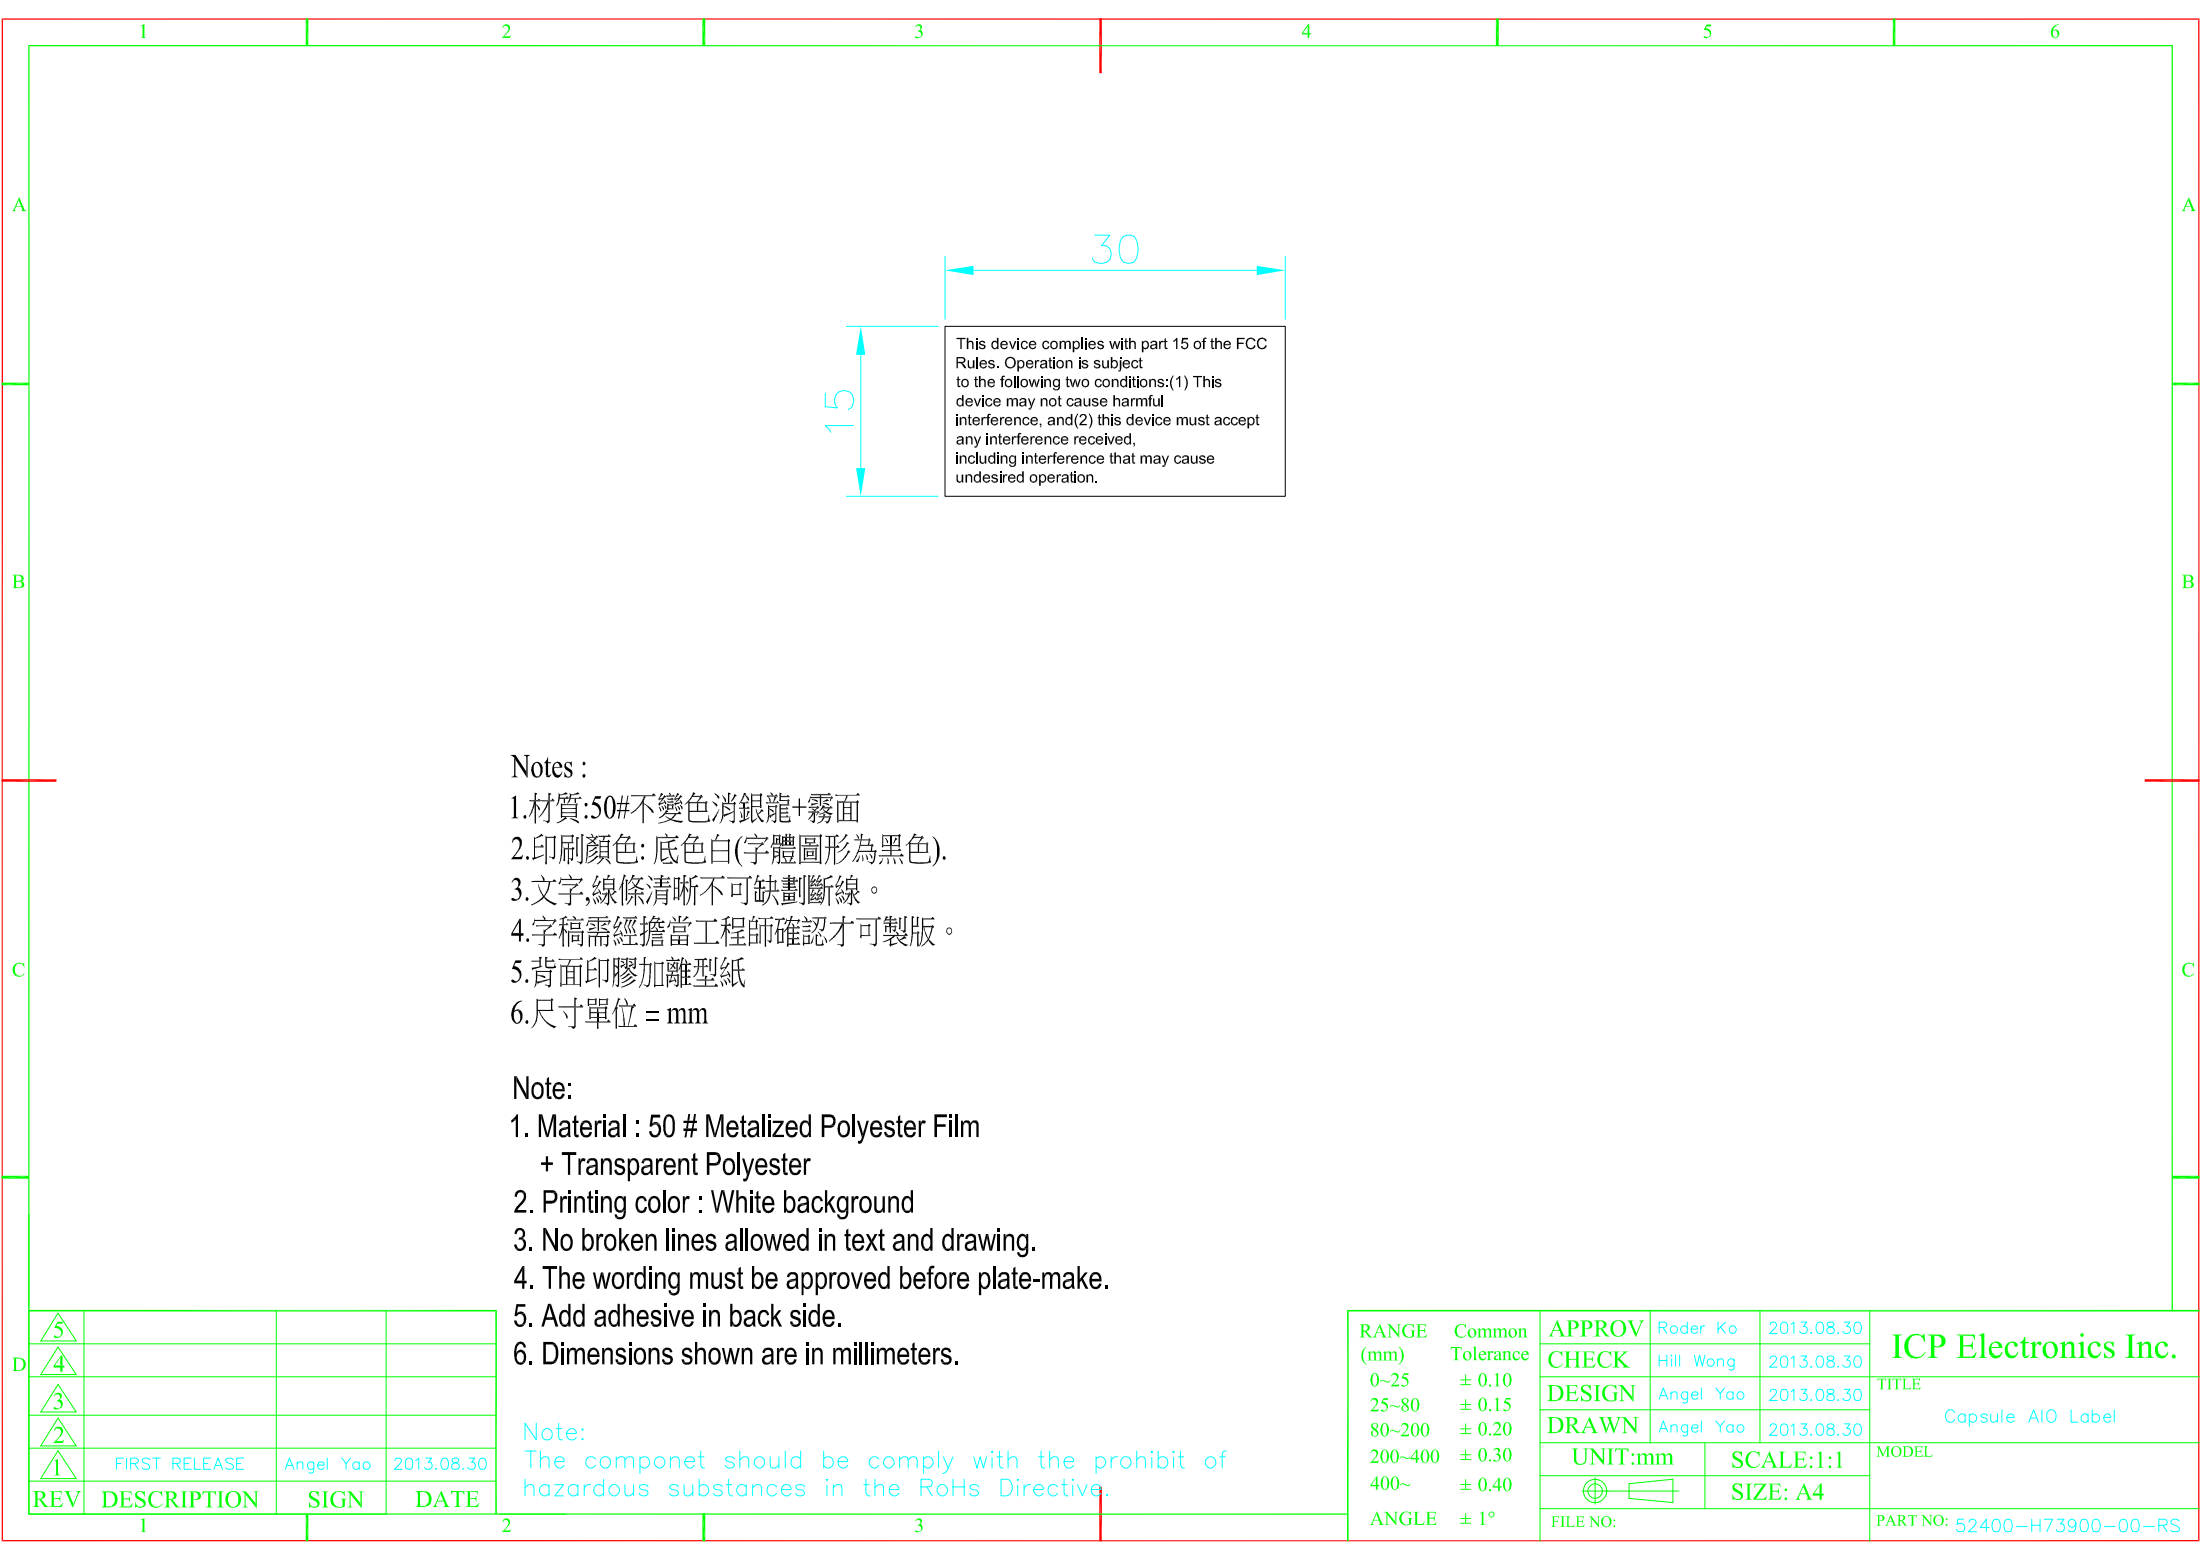 1 2 3 4 5 6
A A
30
15
This device complies with part 15 of the FCC
Rules. Operation is subject
to the following two conditions:(1) This
device may not cause harmful
interference, and(2) this device must accept
any interference received,
including interference that may cause
undesired operation.
B B
Notes :
1.材質:50#不變色消銀龍+霧面
2.印刷顏色: 底色白(字體圖形為黑色).
3.文字,線條清晰不可缺劃斷線。
4.字稿需經擔當工程師確認才可製版。
5.背面印膠加離型紙
6.尺寸單位 = mm
C C
Note:
1. Material : 50 # Metalized Polyester Film
+ Transparent Polyester
2. Printing color : White background
3. No broken lines allowed in text and drawing.
4. The wording must be approved before plate-make.
5. Add adhesive in back side.
6. Dimensions shown are in millimeters.
D
Note:
The componet should be comply with the prohibit of
hazardous substances in the RoHs Directive.
5
4
3
2
1 FIRST RELEASE Angel Yao 2013.08.30
REV DESCRIPTION SIGN DATE
1 2 3
RANGE Common
(mm) Tolerance
0~25 ± 0.10
25~80 ± 0.15
80~200 ± 0.20
200~400 ± 0.30
400~ ± 0.40
ANGLE ± 1°
APPROV Roder Ko 2013.08.30
CHECK Hill Wong 2013.08.30
DESIGN Angel Yao 2013.08.30
DRAWN Angel Yao 2013.08.30
UNIT:mm SCALE:1:1
SIZE: A4
FILE NO:
ICP Electronics Inc.
TITLE
Capsule AIO Label
MODEL
PART NO: 52400-H73900-00-RS